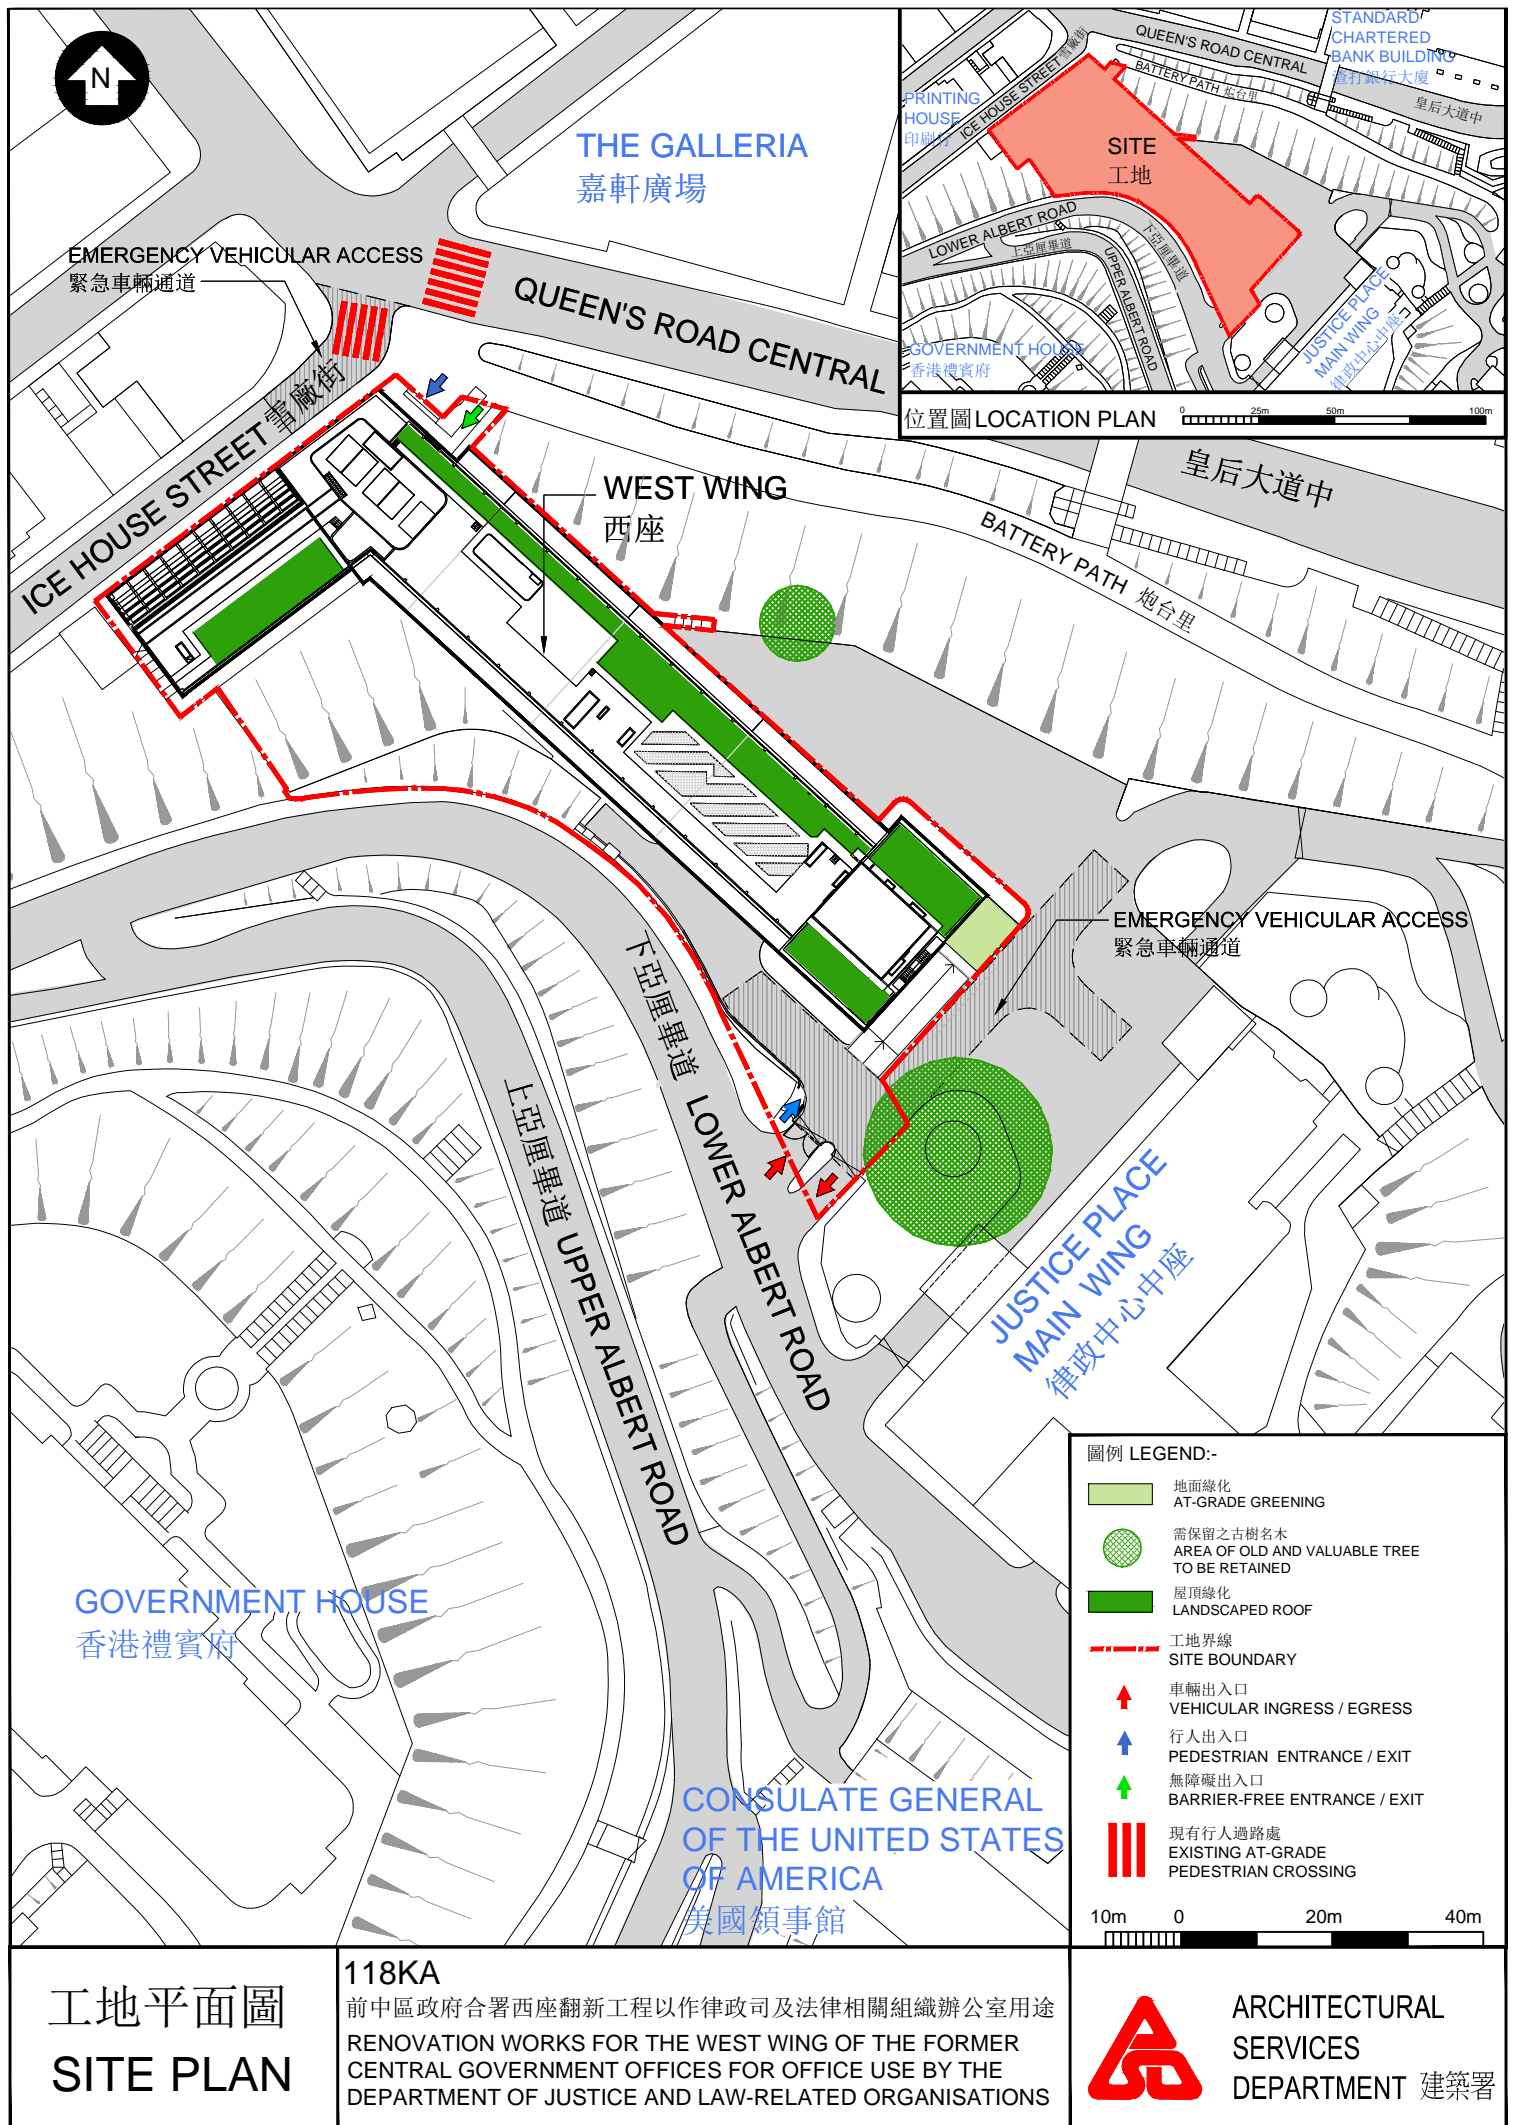 N
THE GALLERIA
嘉軒廣場
EMERGENCY VEHICULAR ACCESS
緊急車輛通道
QUEEN'S ROAD CENTRAL
皇后大道中
ICE HOUSE STREET 雪廠街
WEST WING
西座
BATTERY PATH 炮台里
EMERGENCY VEHICULAR ACCESS
緊急車輛通道
下亞厘畢道 LOWER ALBERT ROAD
上亞厘畢道 UPPER ALBERT ROAD
JUSTICE PLACE
MAIN WING
律政中心中座
GOVERNMENT HOUSE
香港禮賓府
CONSULATE GENERAL
OF THE UNITED STATES
OF AMERICA
美國領事館
STANDARD
CHARTERED
BANK BUILDING
渣打銀行大廈
QUEEN'S ROAD CENTRAL
皇后大道中
BATTERY PATH 炮台里
ICE HOUSE STREET 雪廠街
PRINTING
HOUSE
印刷行
SITE
工地
LOWER ALBERT ROAD
下亞厘畢道
上亞厘畢道
UPPER ALBERT ROAD
JUSTICE PLACE
MAIN WING
律政中心中座
GOVERNMENT HOUSE
香港禮賓府
位置圖 LOCATION PLAN
0 25m 50m 100m
圖例 LEGEND:-
地面綠化
AT-GRADE GREENING
需保留之古樹名木
AREA OF OLD AND VALUABLE TREE
TO BE RETAINED
屋頂綠化
LANDSCAPED ROOF
工地界線
SITE BOUNDARY
車輛出入口
VEHICULAR INGRESS / EGRESS
行人出入口
PEDESTRIAN ENTRANCE / EXIT
無障礙出入口
BARRIER-FREE ENTRANCE / EXIT
現有行人過路處
EXISTING AT-GRADE
PEDESTRIAN CROSSING
10m 0 20m 40m
工地平面圖
SITE PLAN
118KA
前中區政府合署西座翻新工程以作律政司及法律相關組織辦公室用途
RENOVATION WORKS FOR THE WEST WING OF THE FORMER
CENTRAL GOVERNMENT OFFICES FOR OFFICE USE BY THE
DEPARTMENT OF JUSTICE AND LAW-RELATED ORGANISATIONS
ARCHITECTURAL
SERVICES
DEPARTMENT 建築署